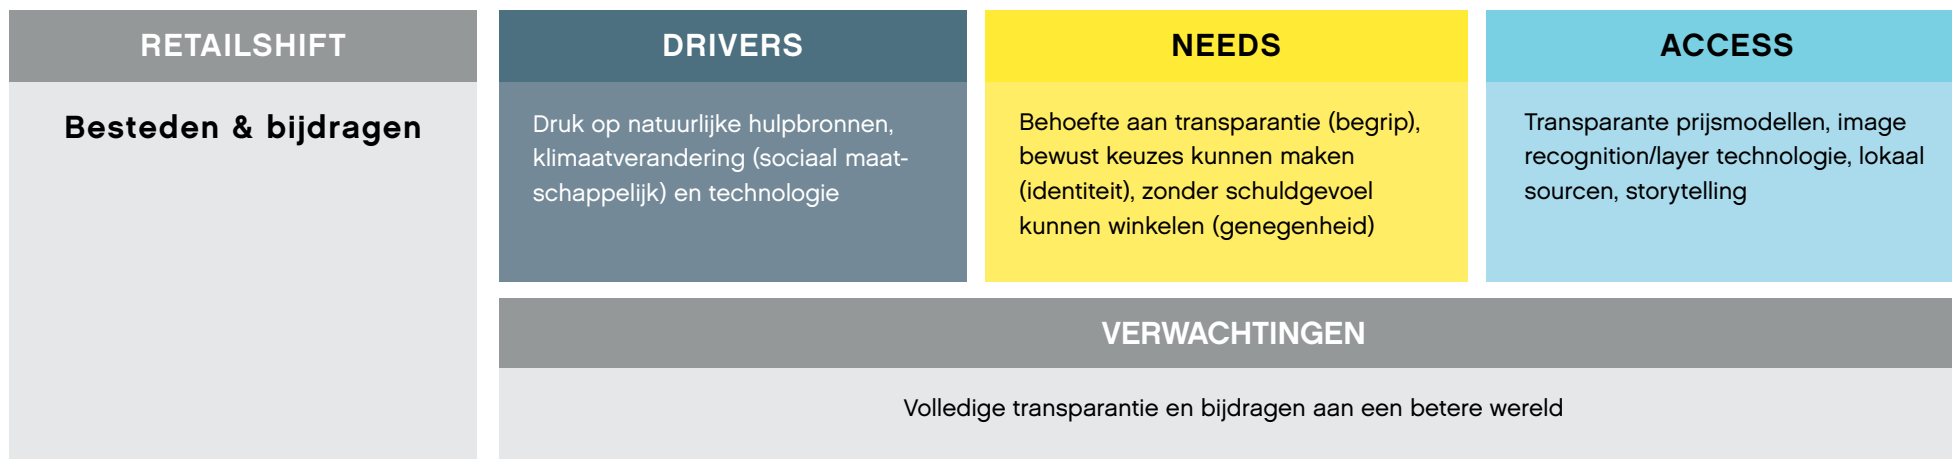 RETAILSHIFT
Besteden & bijdragen
DRIVERS
Druk op natuurlijke hulpbronnen,
klimaatverandering (sociaal maat-
schappelijk) en technologie
NEEDS
Behoefte aan transparantie (begrip),
bewust keuzes kunnen maken
(identiteit), zonder schuldgevoel
kunnen winkelen (genegenheid)
ACCESS
Transparante prijsmodellen, image
recognition/layer technologie, lokaal
sourcen, storytelling
VERWACHTINGEN
Volledige transparantie en bijdragen aan een betere wereld